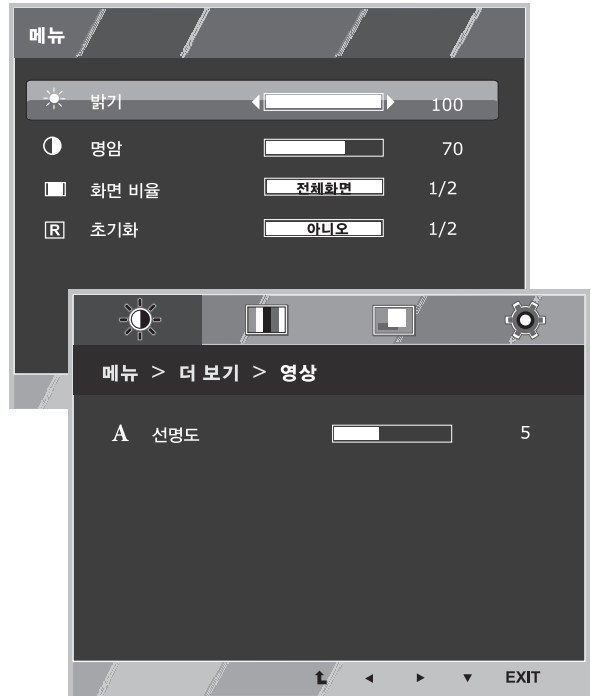 메뉴
밝기 100
명암 70
화면 비율 전체화면 1/2
R 초기화 아니오 1/2
메뉴 > 더 보기 > 영상
A 선명도 5
EXIT